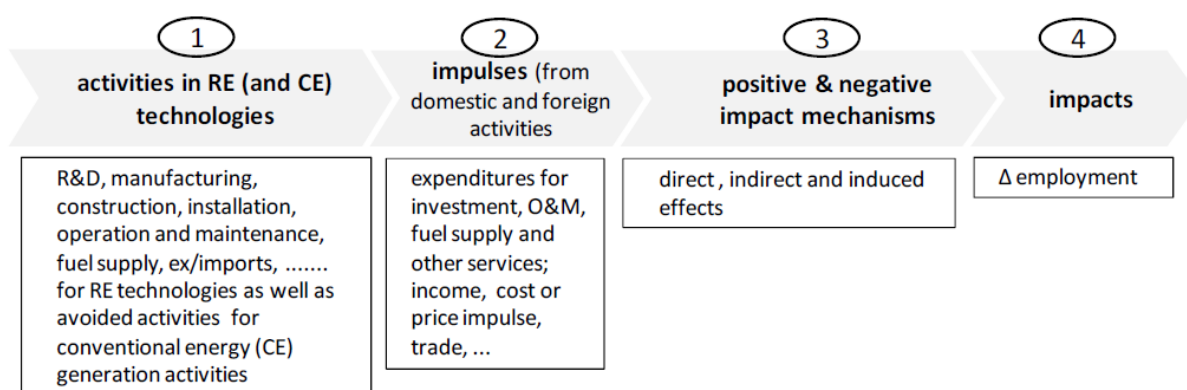 1
activities in RE (and CE)
technologies
2
impulses (from
domestic and foreign
activities
3
positive & negative
impact mechanisms
4
impacts
R&D, manufacturing,
construction, installation,
operation and maintenance,
fuel supply, ex/imports, .......
for RE technologies as well as
avoided activities for
conventional energy (CE)
generation activities
expenditures for
investment, O&M,
fuel supply and
other services;
income, cost or
price impulse,
trade, ...
direct , indirect and induced
effects
Δ employment